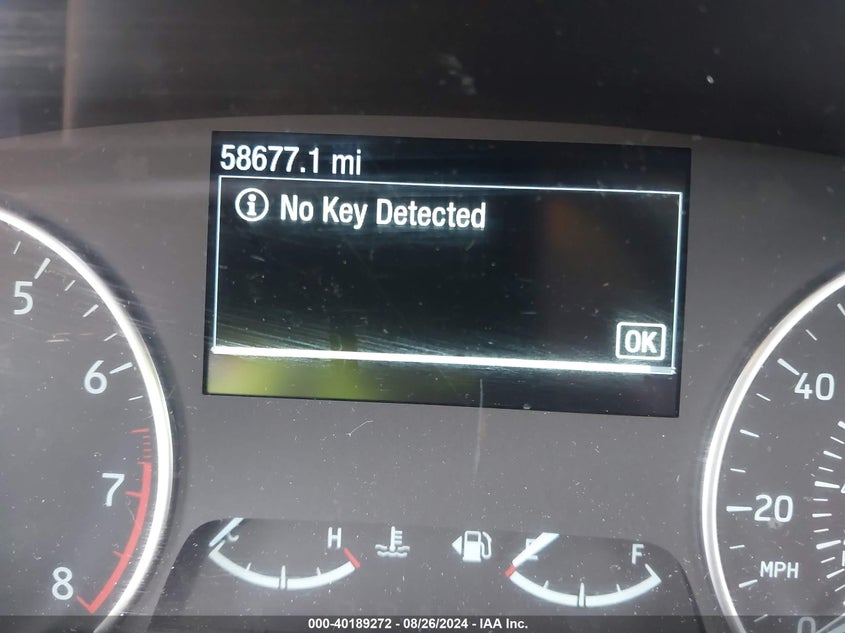 58677.1 mi
i No Key Detected
OK
5
6
7
8
40
20
MPH
0
H
E F
000-40189272 - 08/26/2024 - IAA Inc.